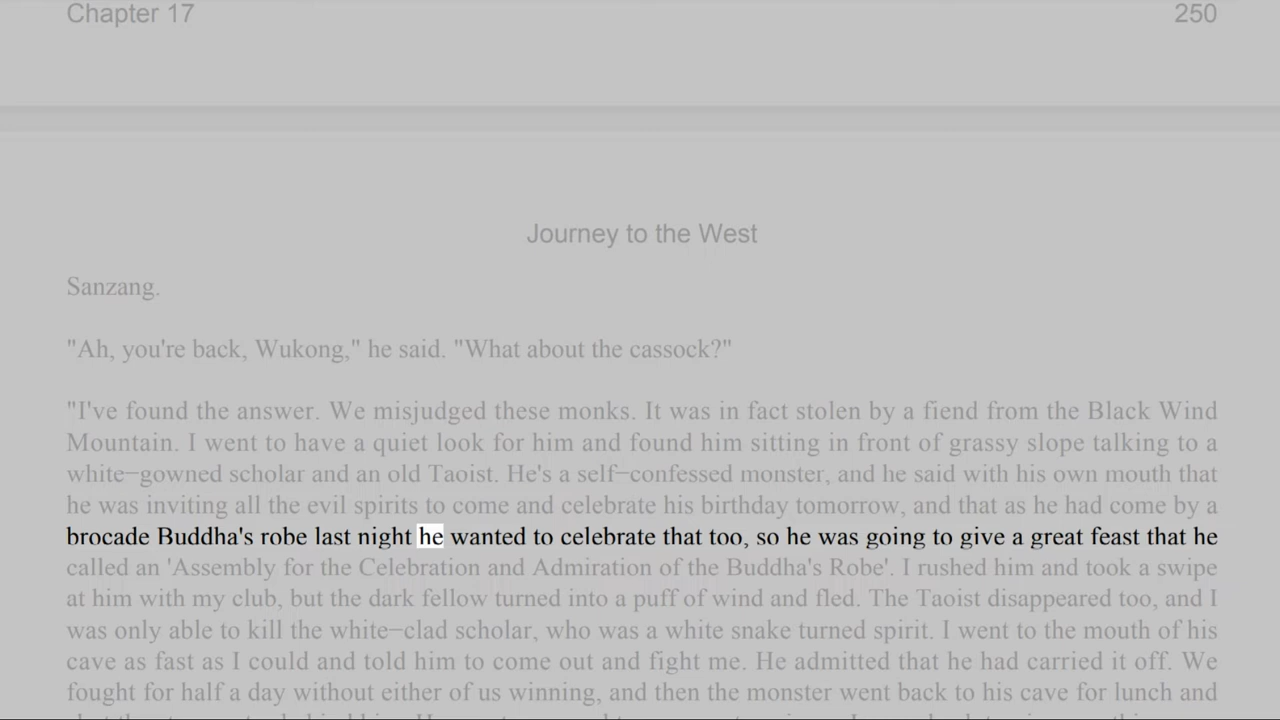 Chapter 17
250
Journey to the West
Sanzang.
"Ah, you're back, Wukong," he said. "What about the cassock?"
"I've found the answer. We misjudged these monks. It was in fact stolen by a fiend from the Black Wind
Mountain. I went to have a quiet look for him and found him sitting in front of grassy slope talking to a
white−gowned scholar and an old Taoist. He's a self−confessed monster, and he said with his own mouth that
he was inviting all the evil spirits to come and celebrate his birthday tomorrow, and that as he had come by a
brocade Buddha's robe last night he wanted to celebrate that too, so he was going to give a great feast that he
called an 'Assembly for the Celebration and Admiration of the Buddha's Robe'. I rushed him and took a swipe
at him with my club, but the dark fellow turned into a puff of wind and fled. The Taoist disappeared too, and I
was only able to kill the white−clad scholar, who was a white snake turned spirit. I went to the mouth of his
cave as fast as I could and told him to come out and fight me. He admitted that he had carried it off. We
fought for half a day without either of us winning, and then the monster went back to his cave for lunch and